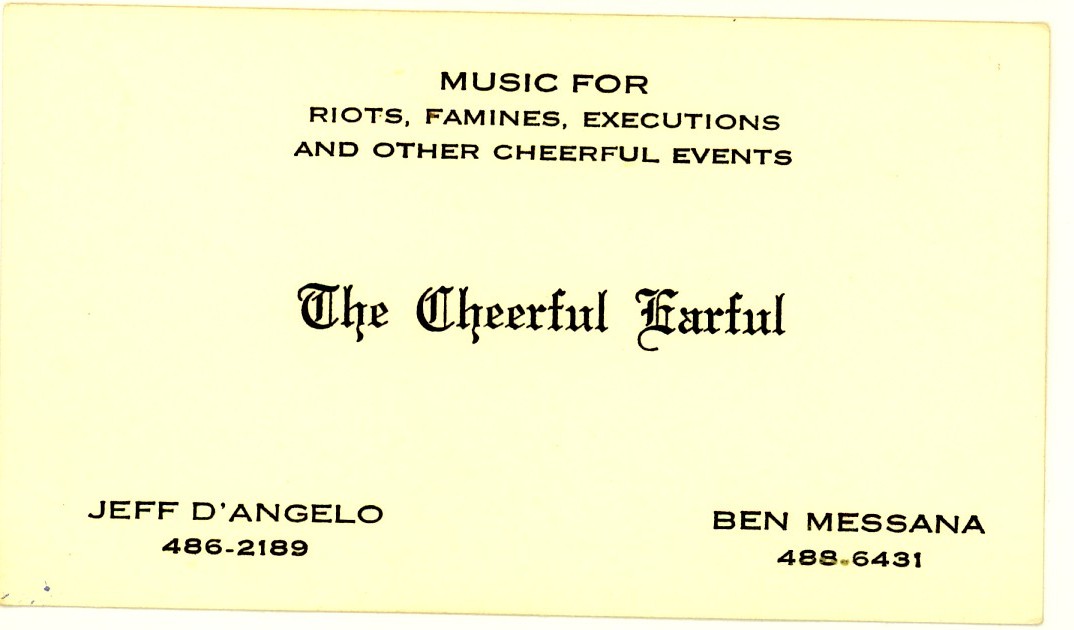 MUSIC FOR
RIOTS, FAMINES, EXECUTIONS
AND OTHER CHEERFUL EVENTS
The Cheerful Earful
JEFF D'ANGELO
486-2189
BEN MESSANA
488-6431